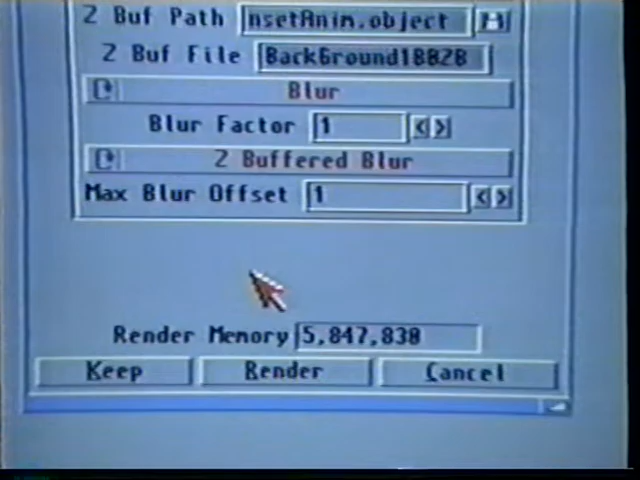 Z Buf Path nsetAnim.object
Z Buf File BackGround18028
Blur
Blur Factor 1
Z Buffered Blur
Max Blur Offset 1
Render Memory 5,847,838
Keep Render Cancel